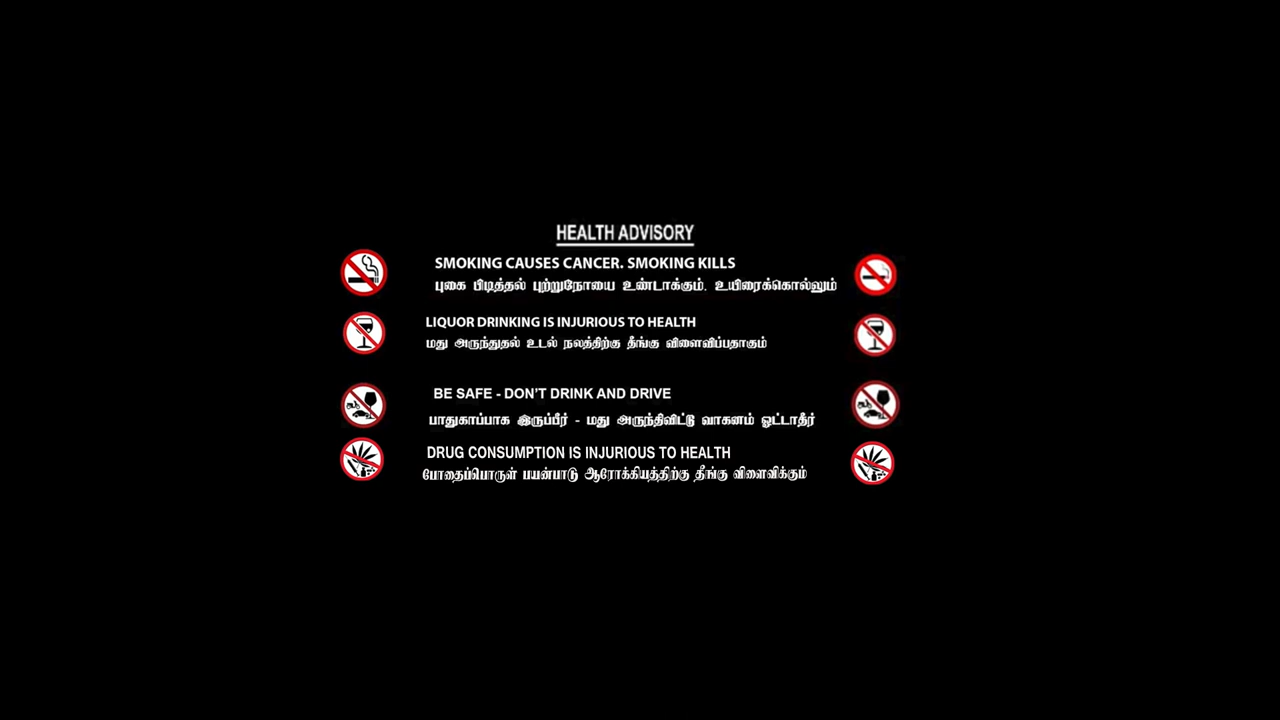 HEALTH ADVISORY
SMOKING CAUSES CANCER. SMOKING KILLS
புகை பிடித்தல் புற்றுநோயை உண்டாக்கும். உயிரைக்கொல்லும்
LIQUOR DRINKING IS INJURIOUS TO HEALTH
மது அருந்துதல் உடல் நலத்திற்கு தீங்கு விளைவிப்பதாகும்
BE SAFE - DON'T DRINK AND DRIVE
பாதுகாப்பாக இருப்பீர் - மது அருந்திவிட்டு வாகனம் ஓட்டாதீர்
DRUG CONSUMPTION IS INJURIOUS TO HEALTH
போதைப்பொருள் பயன்பாடு ஆரோக்கியத்திற்கு தீங்கு விளைவிக்கும்